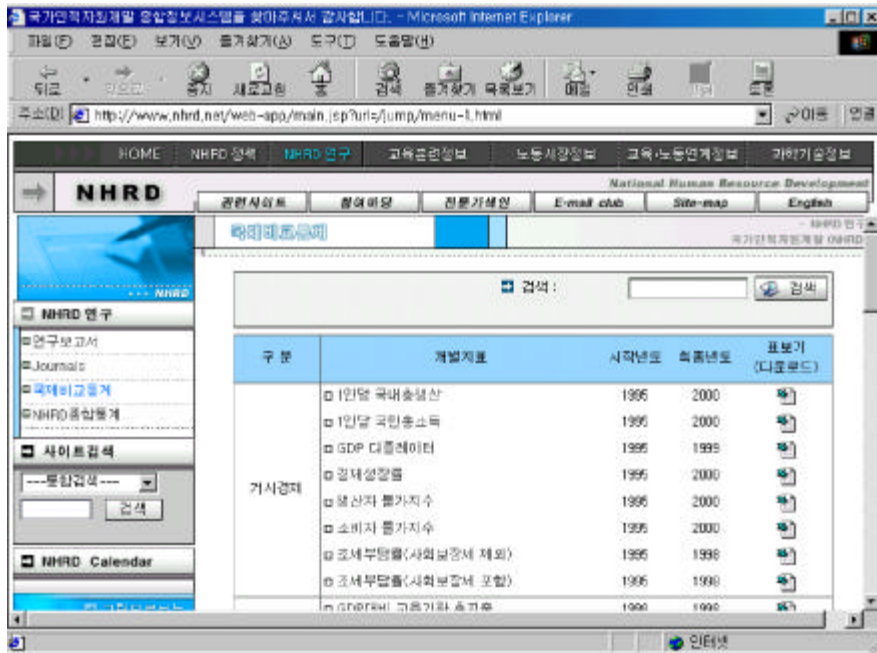 국가인적자원개발 종합정보시스템을 찾아주셔서 감사합니다. - Microsoft Internet Explorer
파일(F) 편집(E) 보기(V) 즐겨찾기(A) 도구(T) 도움말(H)
뒤로 중지 새로고침 홈 검색 즐겨찾기 목록보기 메일 인쇄 토론
주소(D) http://www.nhrd.net/web-app/main.jsp?url=/jump/menu-1.html 이동 연결
HOME NHRD 정책 NHRD 연구 교육훈련정보 노동시장정보 교육·노동연계정보 과학기술정보
National Human Resource Development
NHRD
관련사이트 참여마당 전문가색인 E-mail club Site-map English
국제비교통계
NHRD
검색 : 검색
NHRD 연구
연구보고서
Journals
국제비교통계
NHRD종합통계
사이트검색
---통합검색---
검색
NHRD Calendar
구 분 개별지표 시작년도 최종년도 표보기
(다운로드)
거시경제
1인당 국내총생산 1995 2000
1인당 국민총소득 1995 2000
GDP 디플레이터 1995 1999
경제성장률 1995 2000
생산자 물가지수 1995 2000
소비자 물가지수 1995 2000
조세부담률(사회보장세 제외) 1995 1998
조세부담률(사회보장세 포함) 1995 1998
인터넷